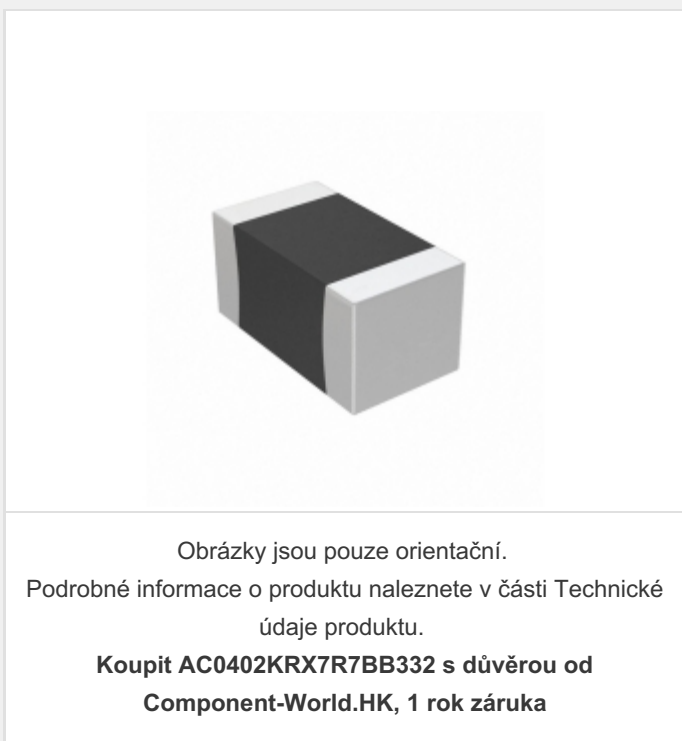 Obrázky jsou pouze orientační.
Podrobné informace o produktu naleznete v části Technické
údaje produktu.
Koupit AC0402KRX7R7BB332 s důvěrou od
Component-World.HK, 1 rok záruka